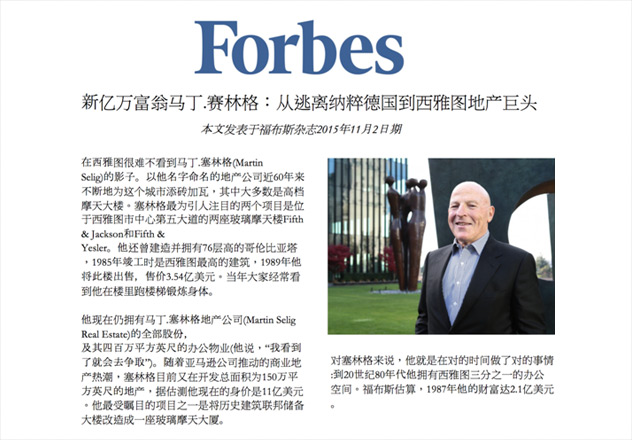 Forbes
新亿万富翁马丁.赛林格：从逃离纳粹德国到西雅图地产巨头
本文发表于福布斯杂志2015年11月2日期
在西雅图很难不看到马丁.塞林格(Martin
Selig)的影子。以他名字命名的地产公司近60年来
不断地为这个城市添砖加瓦，其中大多数是高档
摩天大楼。塞林格最为引人注目的两个项目是位
于西雅图市中心第五大道的两座玻璃摩天楼Fifth
& Jackson和Fifth &
Yesler。他还曾建造并拥有76层高的哥伦比亚塔
，1985年竣工时是西雅图最高的建筑，1989年他
将此楼出售，售价3.54亿美元。当年大家经常看
到他在楼里跑楼梯锻炼身体。
他现在仍拥有马丁.塞林格地产公司(Martin Selig
Real Estate)的全部股份，
及其四百万平方英尺的办公物业(他说，“我看到
了就会去争取”)。随着亚马逊公司推动的商业地
产热潮，塞林格目前又在开发总面积为150万平
方英尺的地产，据估测他现在的身价是11亿美元
。他最受瞩目的项目之一是将历史建筑联邦储备
大楼改造成一座玻璃摩天大厦。
对塞林格来说，他就是在对的时间做了对的事情
:到20世纪80年代他拥有西雅图三分之一的办公
空间。福布斯估算，1987年他的财富达2.1亿美元
。